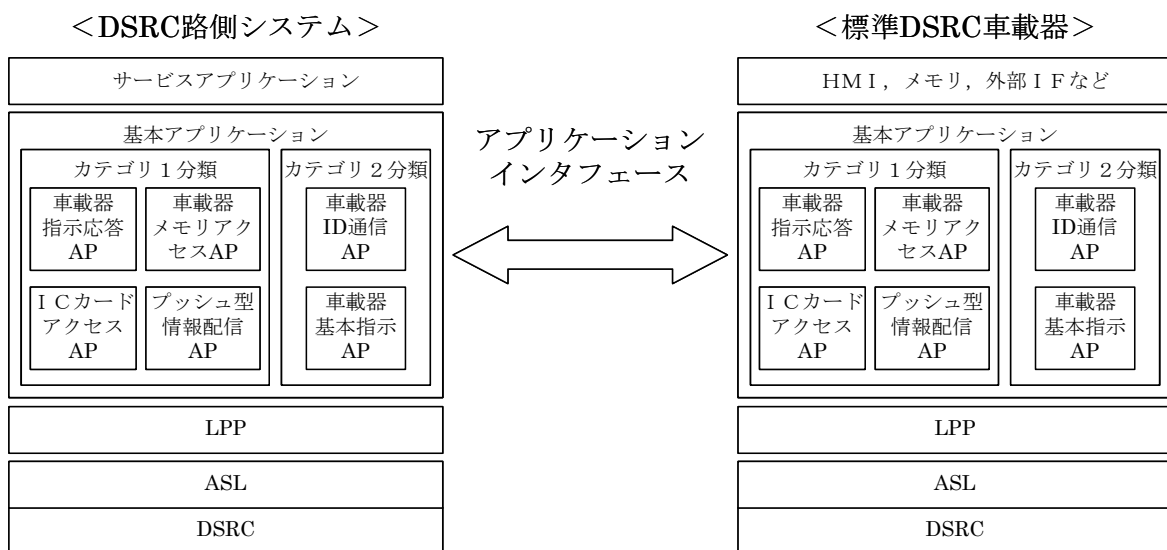 ＜DSRC路側システム＞
サービスアプリケーション
基本アプリケーション
カテゴリ１分類
車載器
指示応答
AP
車載器
メモリアク
セスAP
ＩＣカード
アクセス
AP
プッシュ型
情報配信
AP
カテゴリ２分類
車載器
ID通信
AP
車載器
基本指示
AP
LPP
ASL
DSRC
アプリケーション
インタフェース
＜標準DSRC車載器＞
ＨＭＩ，メモリ，外部ＩＦなど
基本アプリケーション
カテゴリ１分類
車載器
指示応答
AP
車載器
メモリアク
セスAP
ＩＣカード
アクセス
AP
プッシュ型
情報配信
AP
カテゴリ２分類
車載器
ID通信
AP
車載器
基本指示
AP
LPP
ASL
DSRC